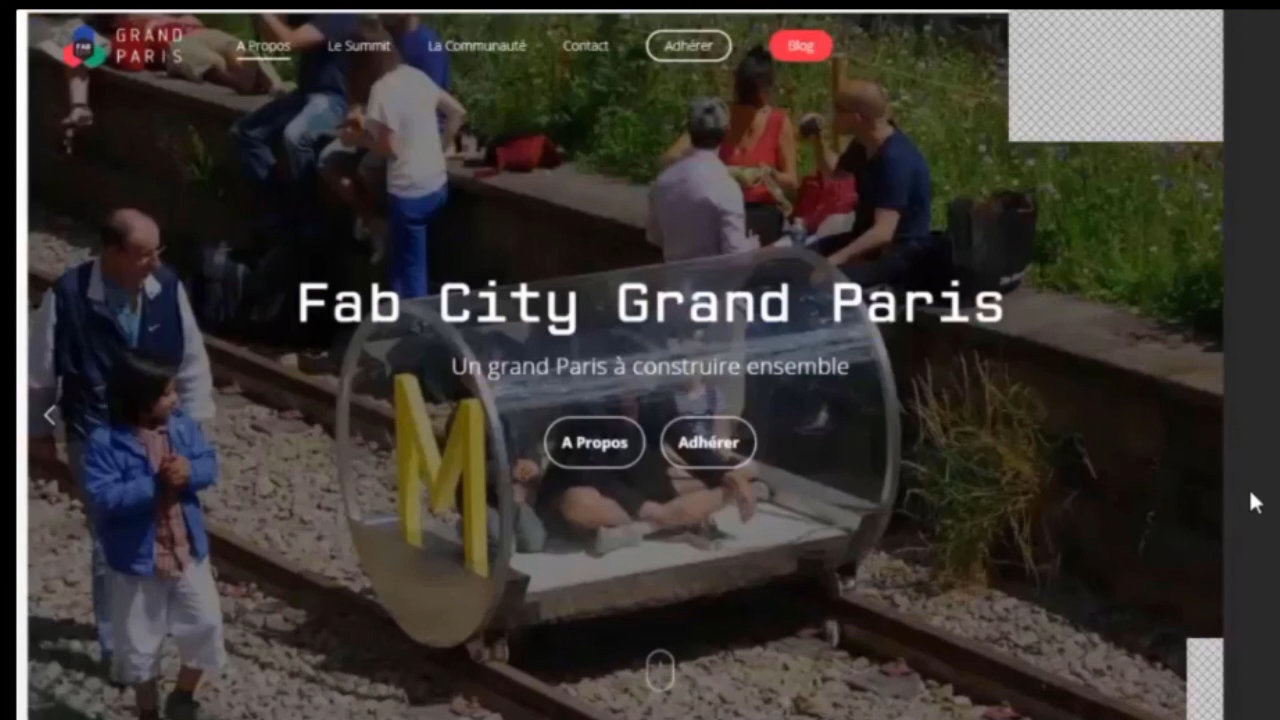 FAB
GRAND
PARIS
A Propos
Le Summit
La Communauté
Contact
Adhérer
Blog
Fab City Grand Paris
Un grand Paris à construire ensemble
M
A Propos
Adhérer